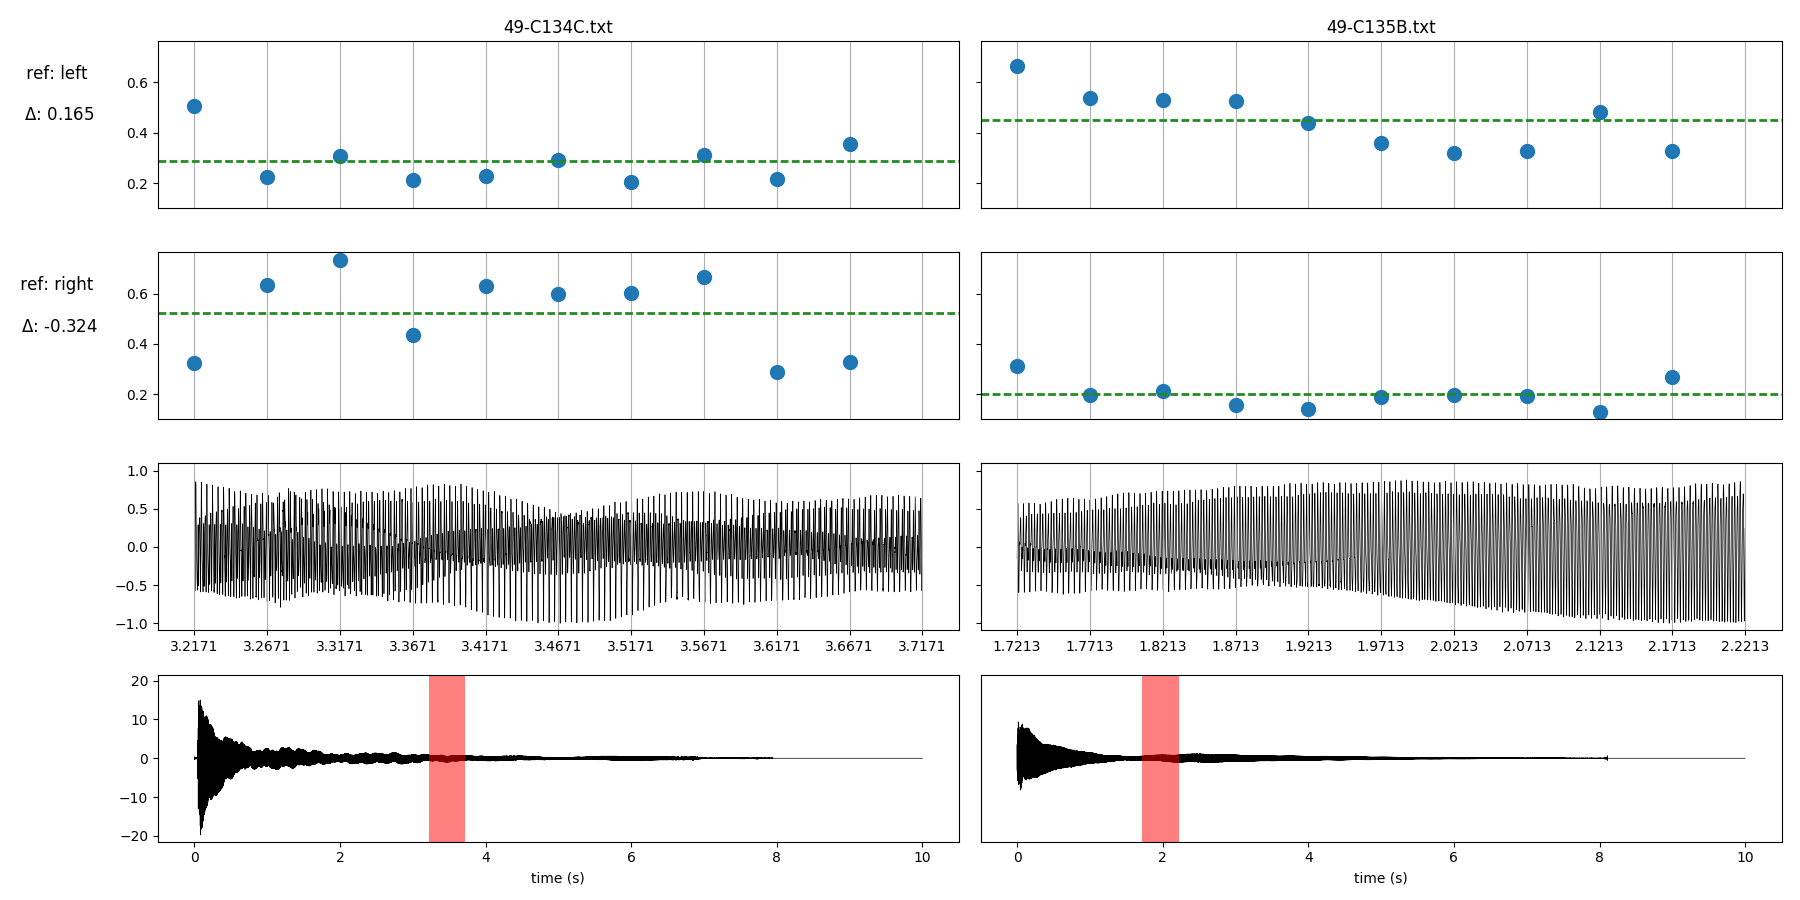 49-C134C.txt 49-C135B.txt
ref: left
Δ: 0.165
0.6
0.4
0.2
ref: right
Δ: -0.324
0.6
0.4
0.2
1.0
0.5
0.0
−0.5
−1.0
3.2171 3.2671 3.3171 3.3671 3.4171 3.4671 3.5171 3.5671 3.6171 3.6671 3.7171 1.7213 1.7713 1.8213 1.8713 1.9213 1.9713 2.0213 2.0713 2.1213 2.1713 2.2213
20
10
0
−10
−20
0 2 4 6 8 10 0 2 4 6 8 10
time (s) time (s)